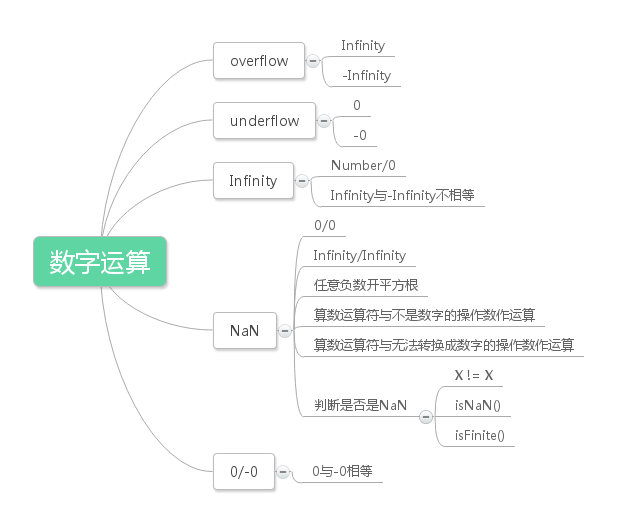 数字运算
overflow
Infinity
-Infinity
underflow
0
-0
Infinity
Number/0
Infinity与-Infinity不相等
NaN
0/0
Infinity/Infinity
任意负数开平方根
算数运算符与不是数字的操作数作运算
算数运算符与无法转换成数字的操作数作运算
判断是否是NaN
X != X
isNaN()
isFinite()
0/-0
0与-0相等